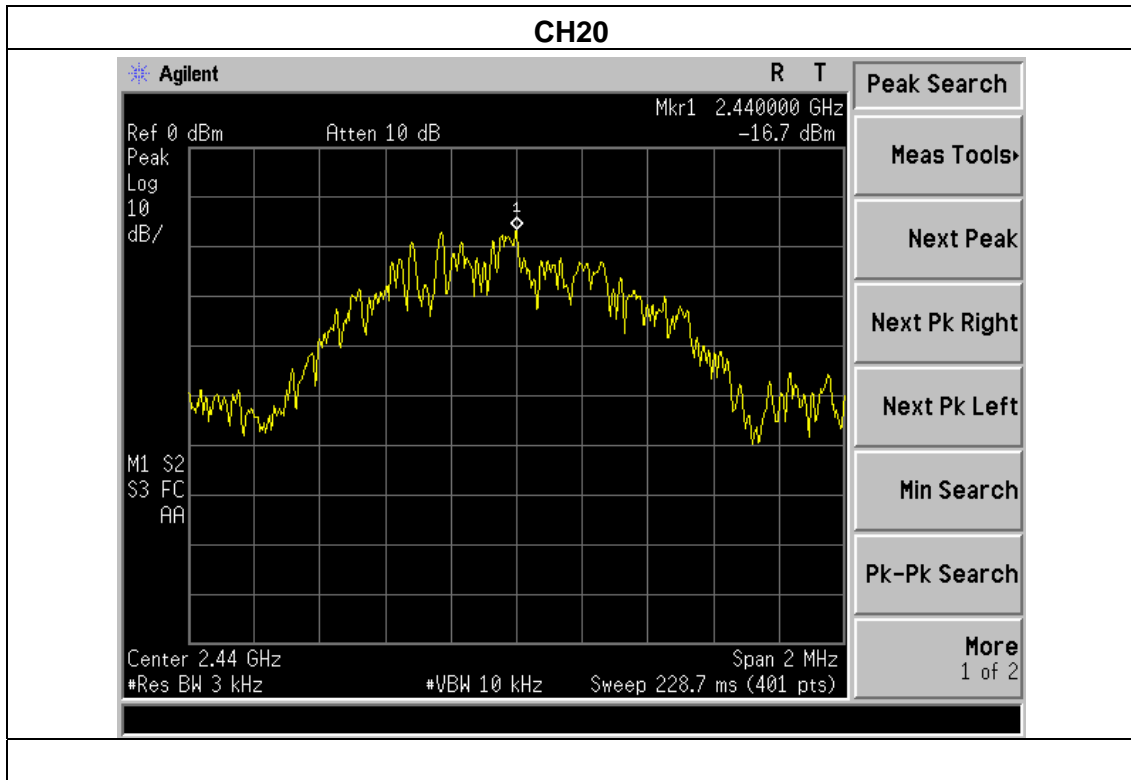 CH20
Agilent R T
Peak Search
Mkr1 2.440000 GHz
Ref 0 dBm Atten 10 dB -16.7 dBm
Peak
Log
10
dB/
1
M1 S2
S3 FC
AA
Center 2.44 GHz Span 2 MHz
#Res BW 3 kHz #VBW 10 kHz Sweep 228.7 ms (401 pts)
Meas Tools
Next Peak
Next Pk Right
Next Pk Left
Min Search
Pk-Pk Search
More
1 of 2